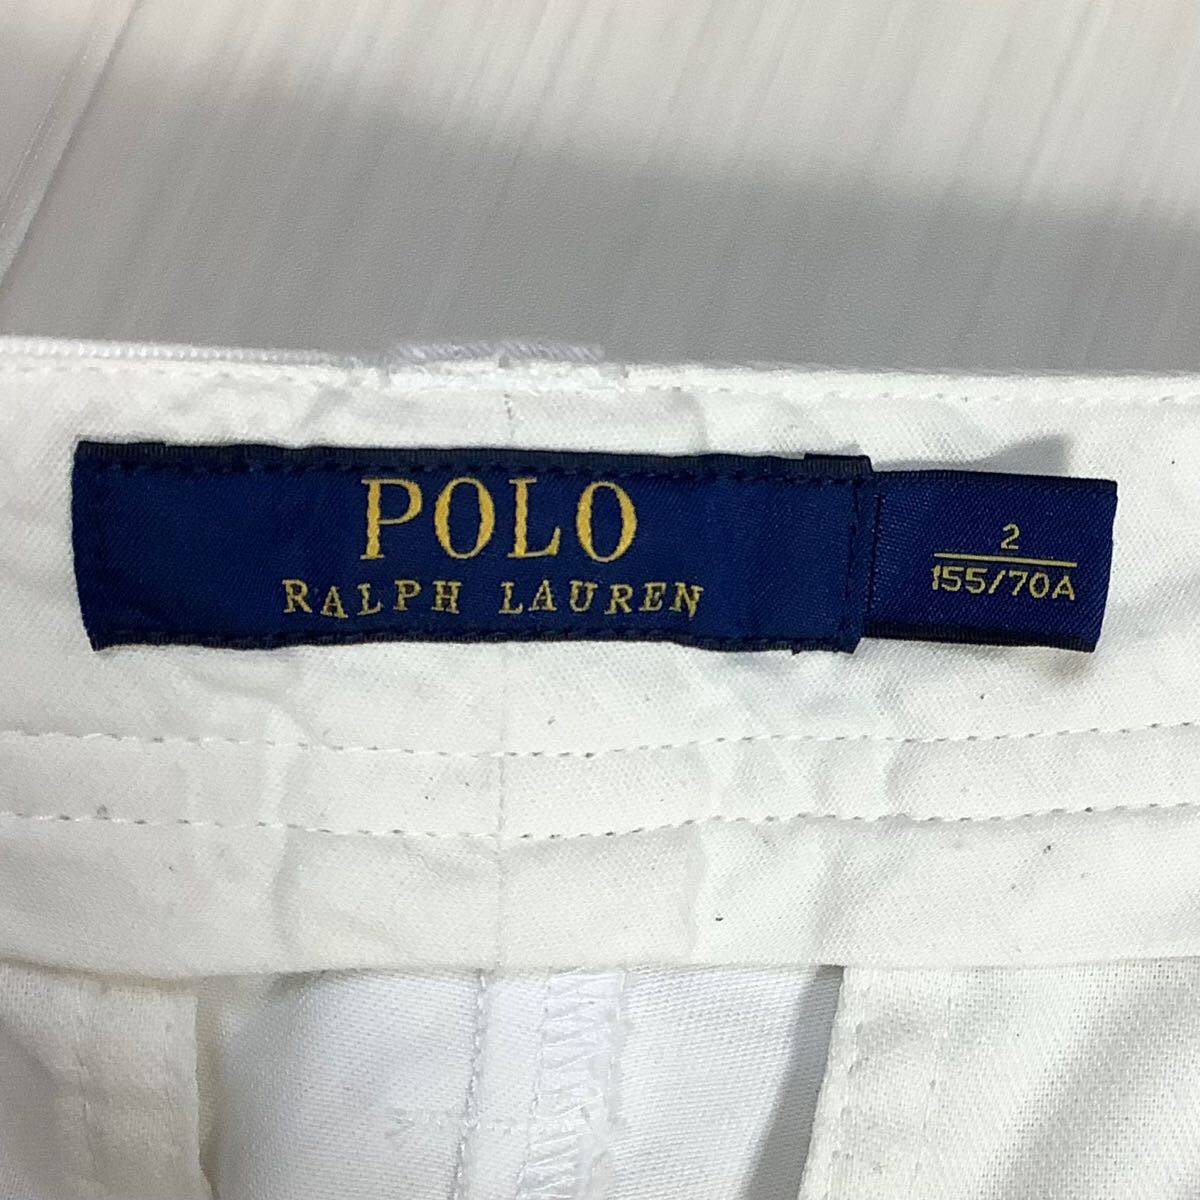 POLO
RALPH LAUREN
2
155/70A